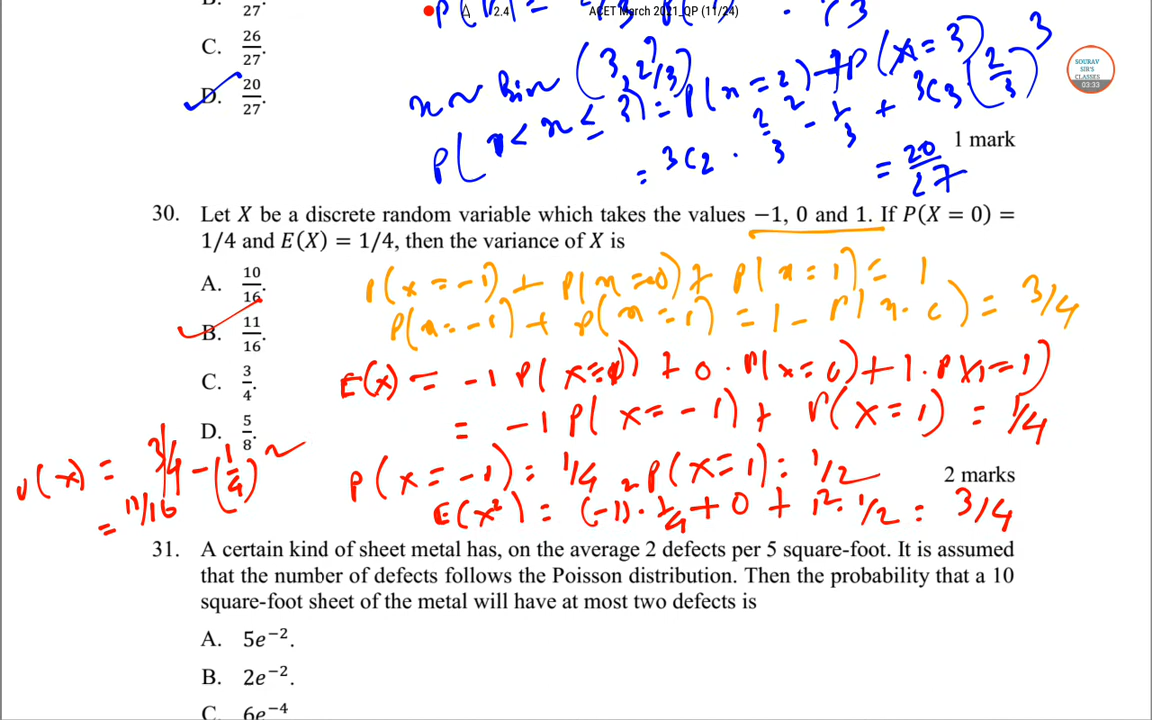 27
P(
ACET March 2021_QP (11/24)
C. 26/27.
x ~ Bin (3, 2/3)
D. 20/27.
P(1 < x ≤ 3) = P(x = 2) + P(x = 3)
= 3C2 · 2/3 ^2 - 1/3 + 3C3 (2/3)^3
= 20/27
SOURAV SIR'S CLASSES
03:33
1 mark
30. Let X be a discrete random variable which takes the values −1, 0 and 1. If P(X = 0) =
1/4 and E(X) = 1/4, then the variance of X is
A. 10/16.
P(x = -1) + P(x = 0) + P(x = 1) = 1
B. 11/16.
P(x = -1) + P(x = 1) = 1 - P(x = 0) = 3/4
C. 3/4.
E(x) = -1 P(x = -1) + 0 · P(x = 0) + 1 · P(x = 1)
= -1 P(x = -1) + P(x = 1) = 1/4
D. 5/8.
V(x) = 3/4 - (1/4)^2
= 11/16
P(x = -1) = 1/4, P(x = 1) = 1/2
2 marks
E(x²) = (-1)² · 1/4 + 0 + 1² · 1/2 = 3/4
31. A certain kind of sheet metal has, on the average 2 defects per 5 square-foot. It is assumed
that the number of defects follows the Poisson distribution. Then the probability that a 10
square-foot sheet of the metal will have at most two defects is
A. 5e⁻².
B. 2e⁻².
C. 6e⁻⁴